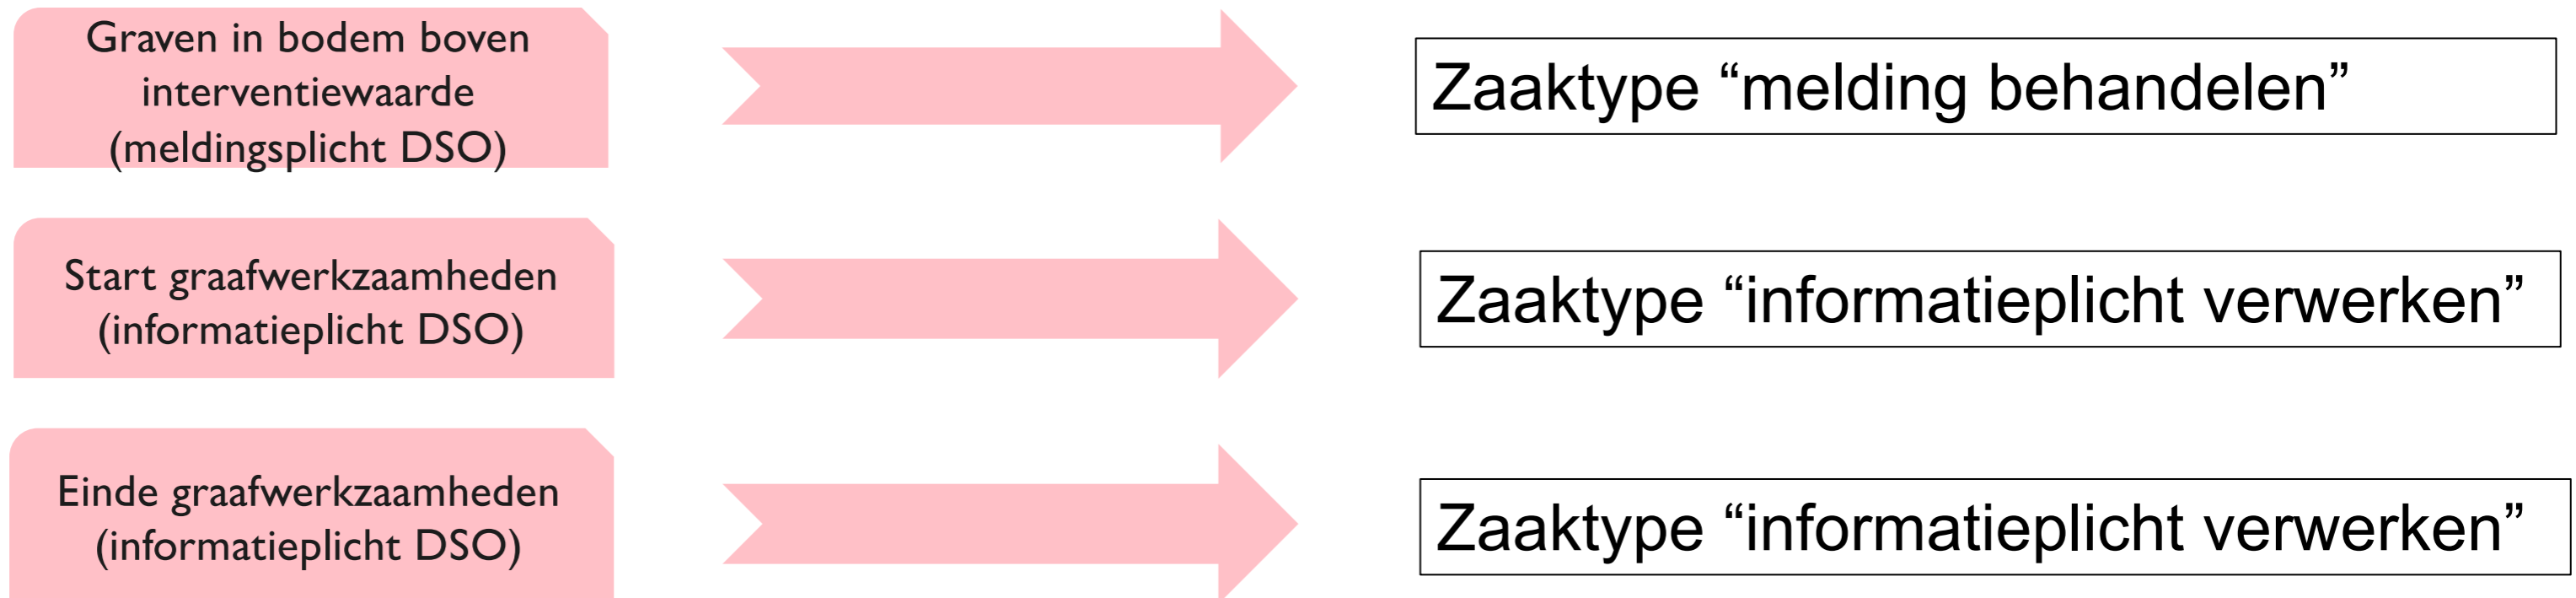 Graven in bodem boven
interventiewaarde
(meldingsplicht DSO)
Zaaktype “melding behandelen”
Start graafwerkzaamheden
(informatieplicht DSO)
Zaaktype “informatieplicht verwerken”
Einde graafwerkzaamheden
(informatieplicht DSO)
Zaaktype “informatieplicht verwerken”